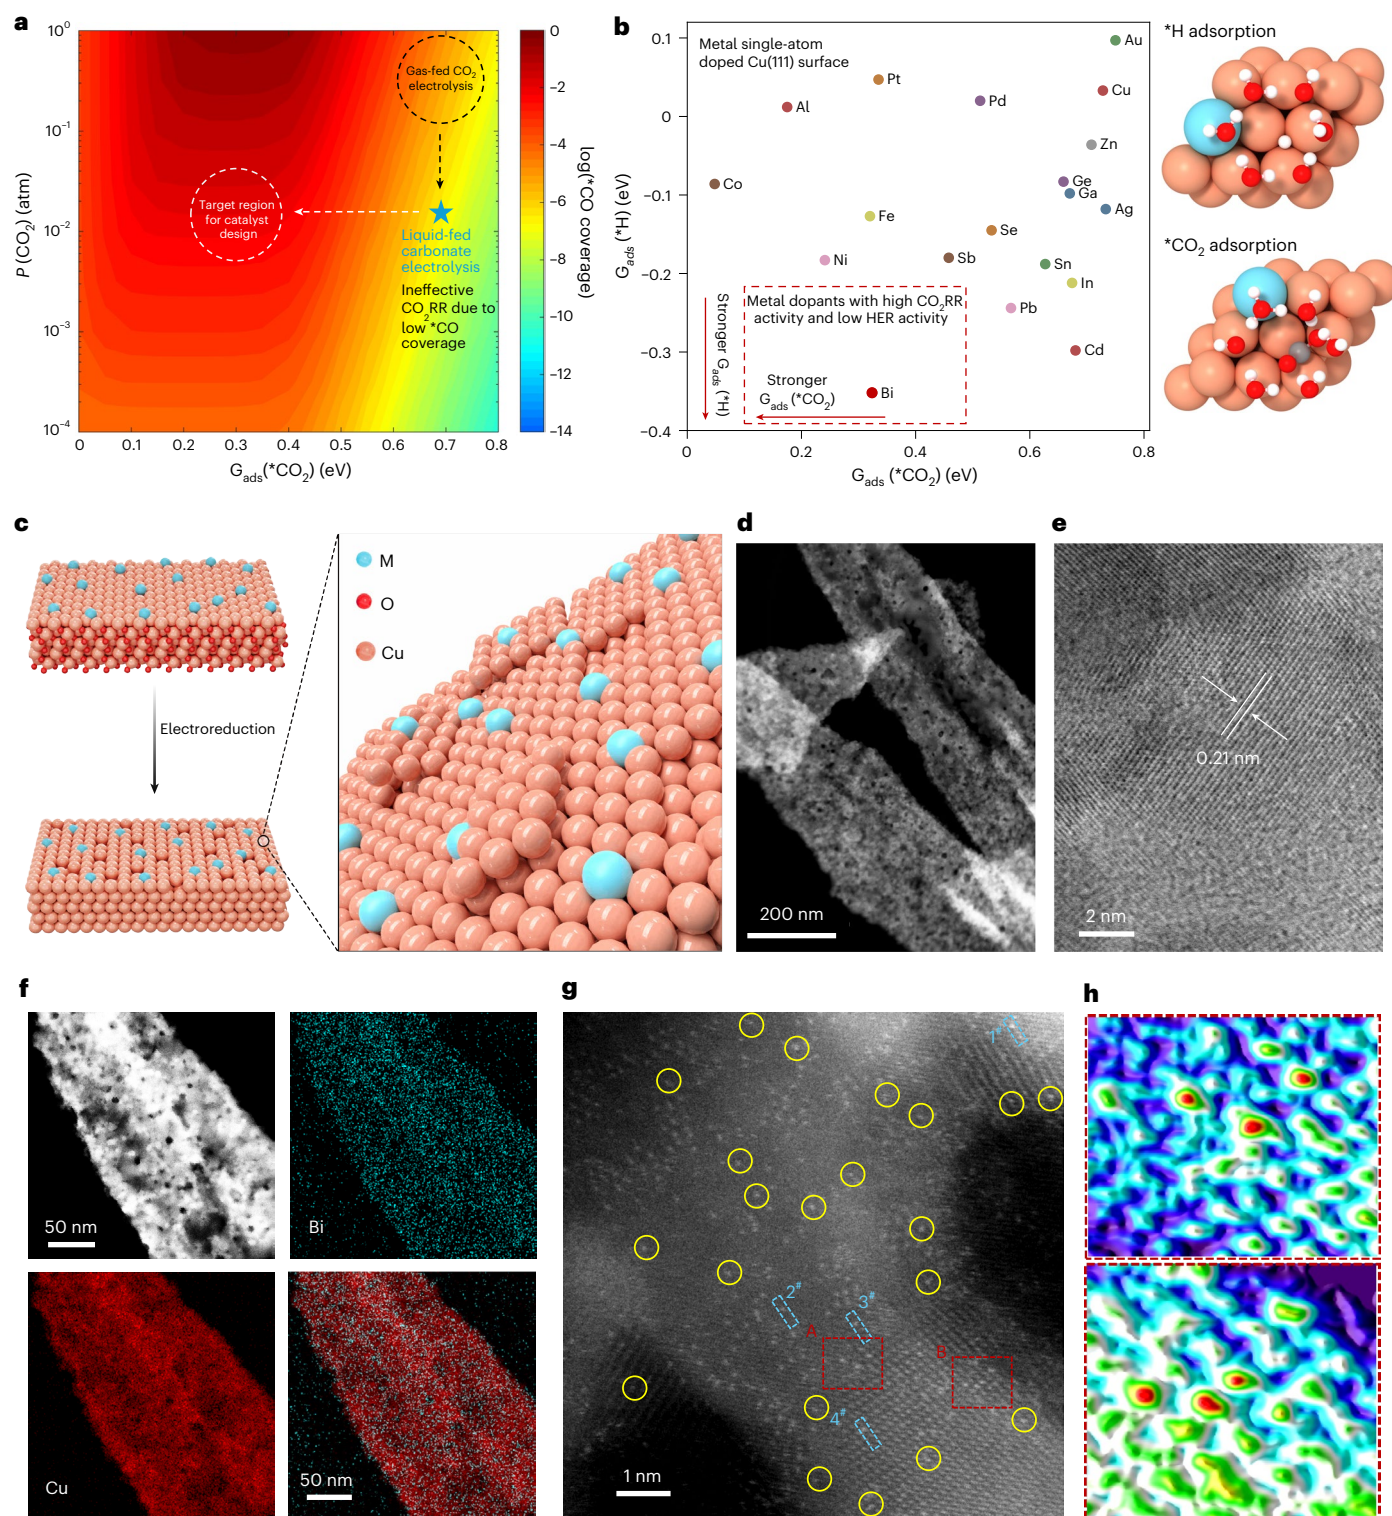 a
10⁰
10⁻¹
10⁻²
10⁻³
10⁻⁴
P (CO₂) (atm)
0
0.1
0.2
0.3
0.4
0.5
0.6
0.7
0.8
G_ads(*CO₂) (eV)
Gas-fed CO₂
electrolysis
Target region
for catalyst
design
Liquid-fed
carbonate
electrolysis
Ineffective
CO₂RR due to
low *CO
coverage
0
−2
−4
−6
−8
−10
−12
−14
log(*CO coverage)
b
Metal single-atom
doped Cu(111) surface
0.1
0
−0.1
−0.2
−0.3
−0.4
G_ads (*H) (eV)
0
0.2
0.4
0.6
0.8
G_ads (*CO₂) (eV)
Au
Pt
Cu
Pd
Al
Zn
Ge
Co
Ga
Ag
Fe
Se
Ni
Sb
Sn
In
Pb
Cd
Bi
Metal dopants with high CO₂RR
activity and low HER activity
Stronger G_ads (*H)
Stronger
G_ads (*CO₂)
*H adsorption
*CO₂ adsorption
c
Electroreduction
M
O
Cu
d
200 nm
e
0.21 nm
2 nm
f
50 nm
Bi
Cu
50 nm
g
1#
2#
3#
A
B
4#
1 nm
h